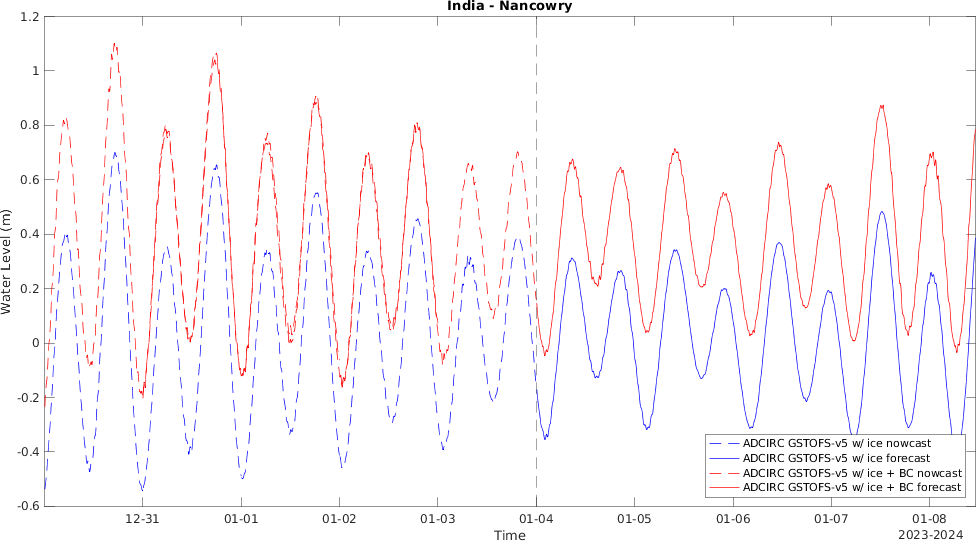 India - Nancowry
1.2
1
0.8
0.6
0.4
0.2
0
-0.2
-0.4
-0.6
Water Level (m)
ADCIRC GSTOFS-v5 w/ ice nowcast
ADCIRC GSTOFS-v5 w/ ice forecast
ADCIRC GSTOFS-v5 w/ ice + BC nowcast
ADCIRC GSTOFS-v5 w/ ice + BC forecast
12-31 01-01 01-02 01-03 01-04 01-05 01-06 01-07 01-08
Time
2023-2024